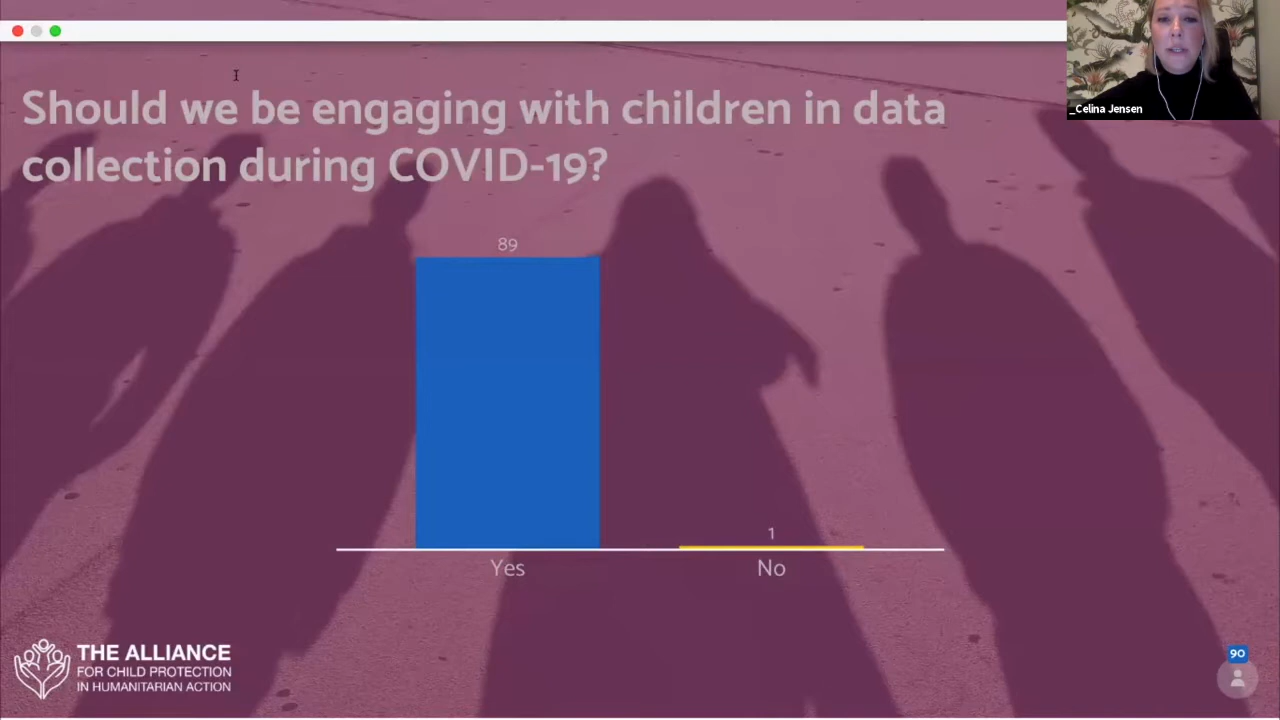 _Celina Jensen
Should we be engaging with children in data
collection during COVID-19?
89
1
Yes
No
THE ALLIANCE
FOR CHILD PROTECTION
IN HUMANITARIAN ACTION
90